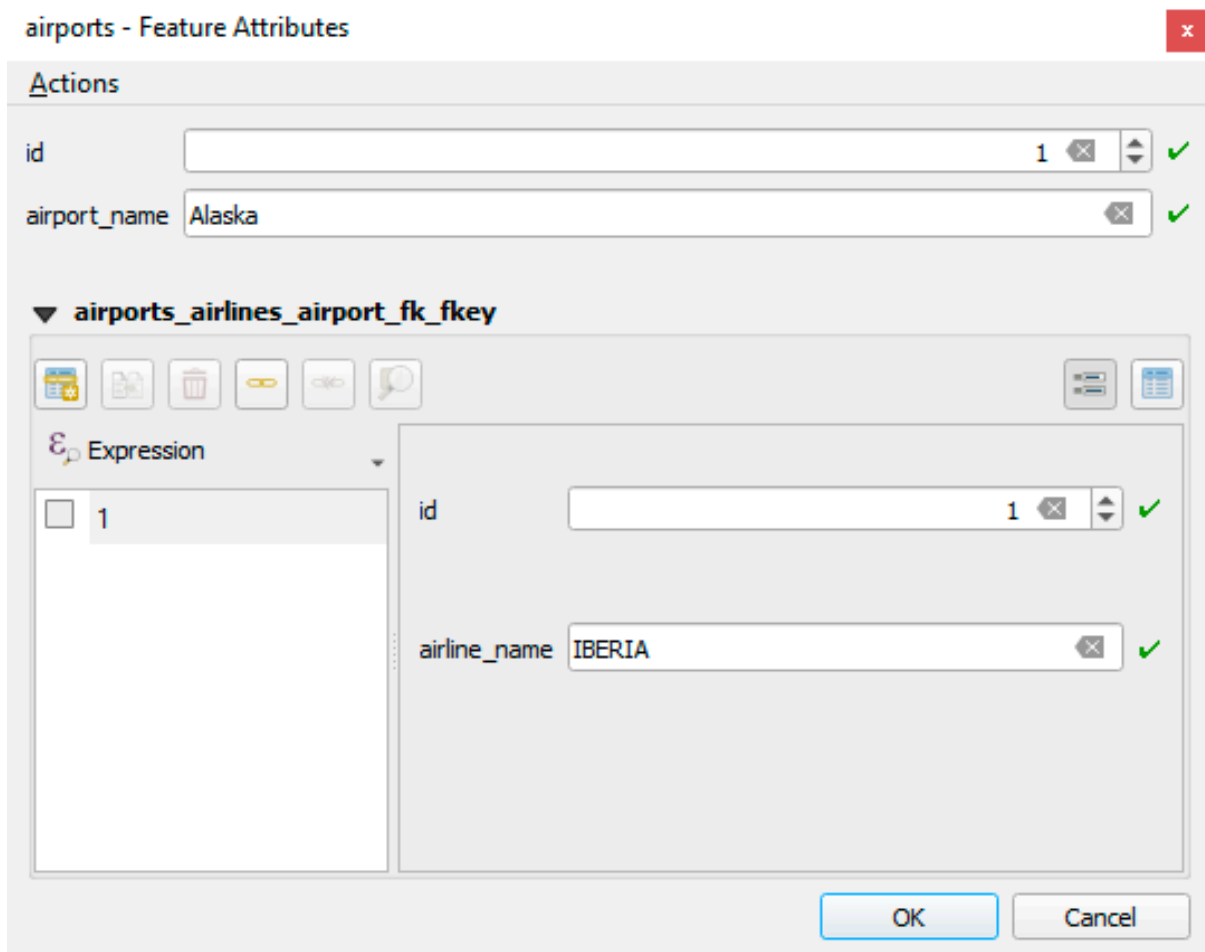 airports - Feature Attributes
x
Actions
id 1
airport_name Alaska
airports_airlines_airport_fk_fkey
ε Expression
1
id 1
airline_name IBERIA
OK Cancel